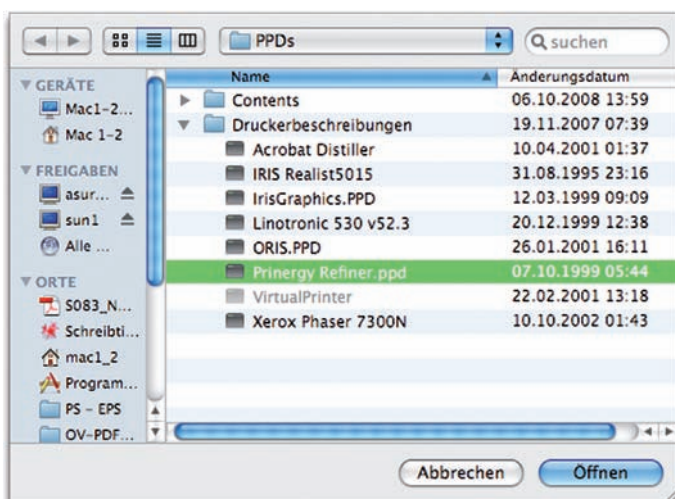 PPDs
suchen
GERÄTE
Mac1-2...
Mac 1-2
FREIGABEN
asur...
sun1
Alle ...
ORTE
S083_N...
Schreibti...
mac1_2
Program...
PS - EPS
OV-PDF...
Name Änderungsdatum
Contents 06.10.2008 13:59
Druckerbeschreibungen 19.11.2007 07:39
Acrobat Distiller 10.04.2001 01:37
IRIS Realist5015 31.08.1995 23:16
IrisGraphics.PPD 12.03.1999 09:09
Linotronic 530 v52.3 20.12.1999 12:38
ORIS.PPD 26.01.2001 16:11
Prinergy Refiner.ppd 07.10.1999 05:44
VirtualPrinter 22.02.2001 13:18
Xerox Phaser 7300N 10.10.2002 01:43
Abbrechen Öffnen